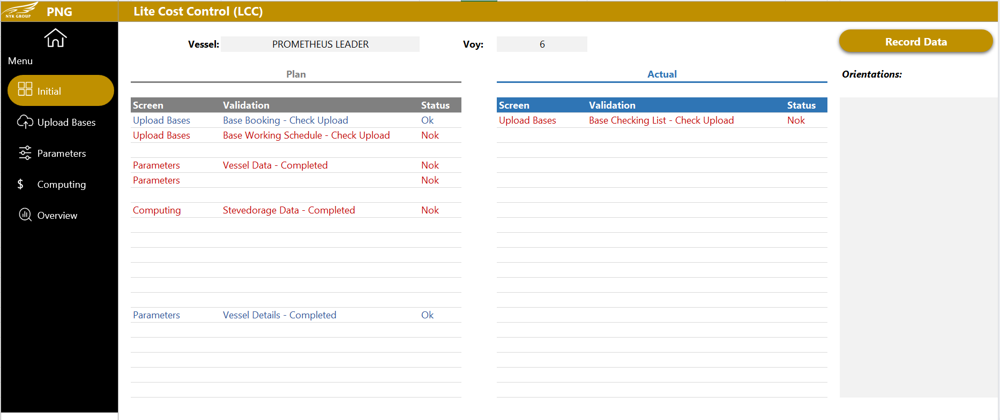 NYK GROUP
PNG
Lite Cost Control (LCC)
Menu
Initial
Upload Bases
Parameters
$ Computing
Overview
Vessel: PROMETHEUS LEADER Voy: 6
Record Data
Plan
Screen Validation Status
Upload Bases Base Booking - Check Upload Ok
Upload Bases Base Working Schedule - Check Upload Nok
Parameters Vessel Data - Completed Nok
Parameters Nok
Computing Stevedorage Data - Completed Nok
Parameters Vessel Details - Completed Ok
Actual
Screen Validation Status
Upload Bases Base Checking List - Check Upload Nok
Orientations: